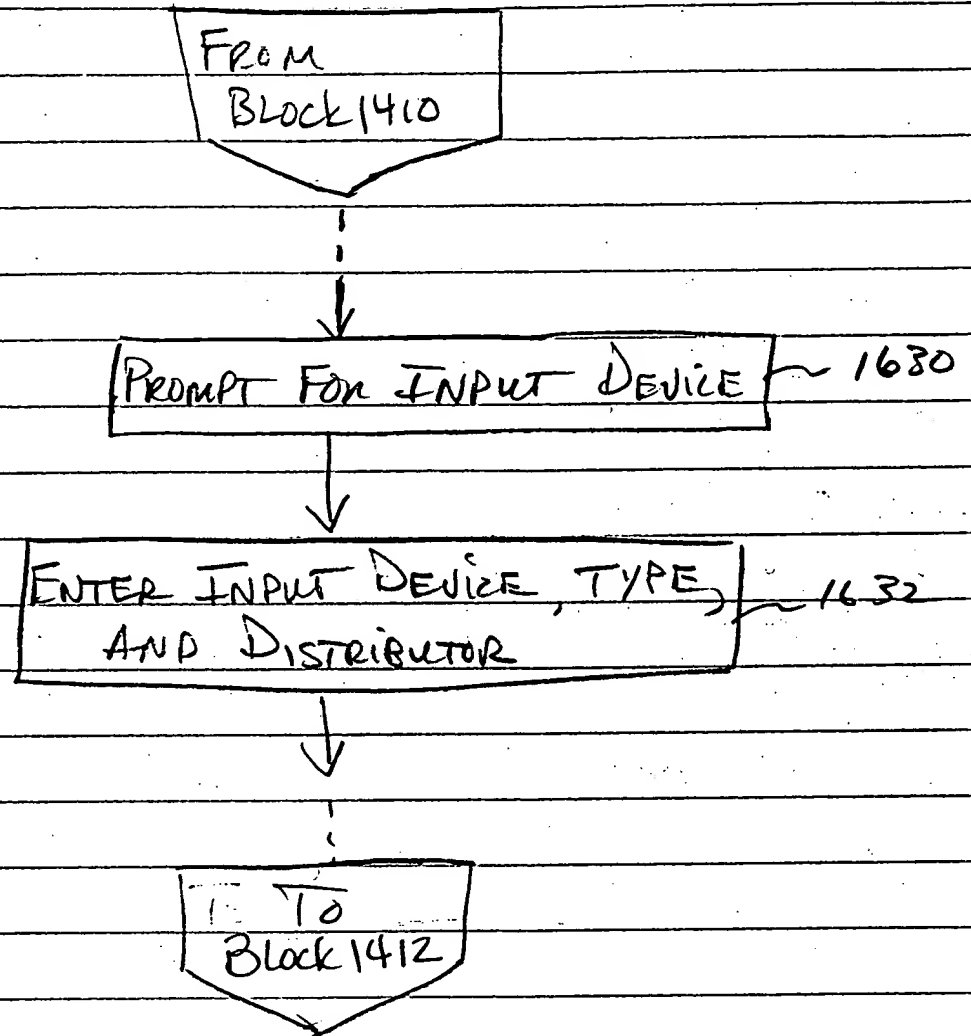 FROM
BLOCK 1410
PROMPT FOR INPUT DEVICE
1630
ENTER INPUT DEVICE, TYPE,
AND DISTRIBUTOR
1632
TO
BLOCK 1412